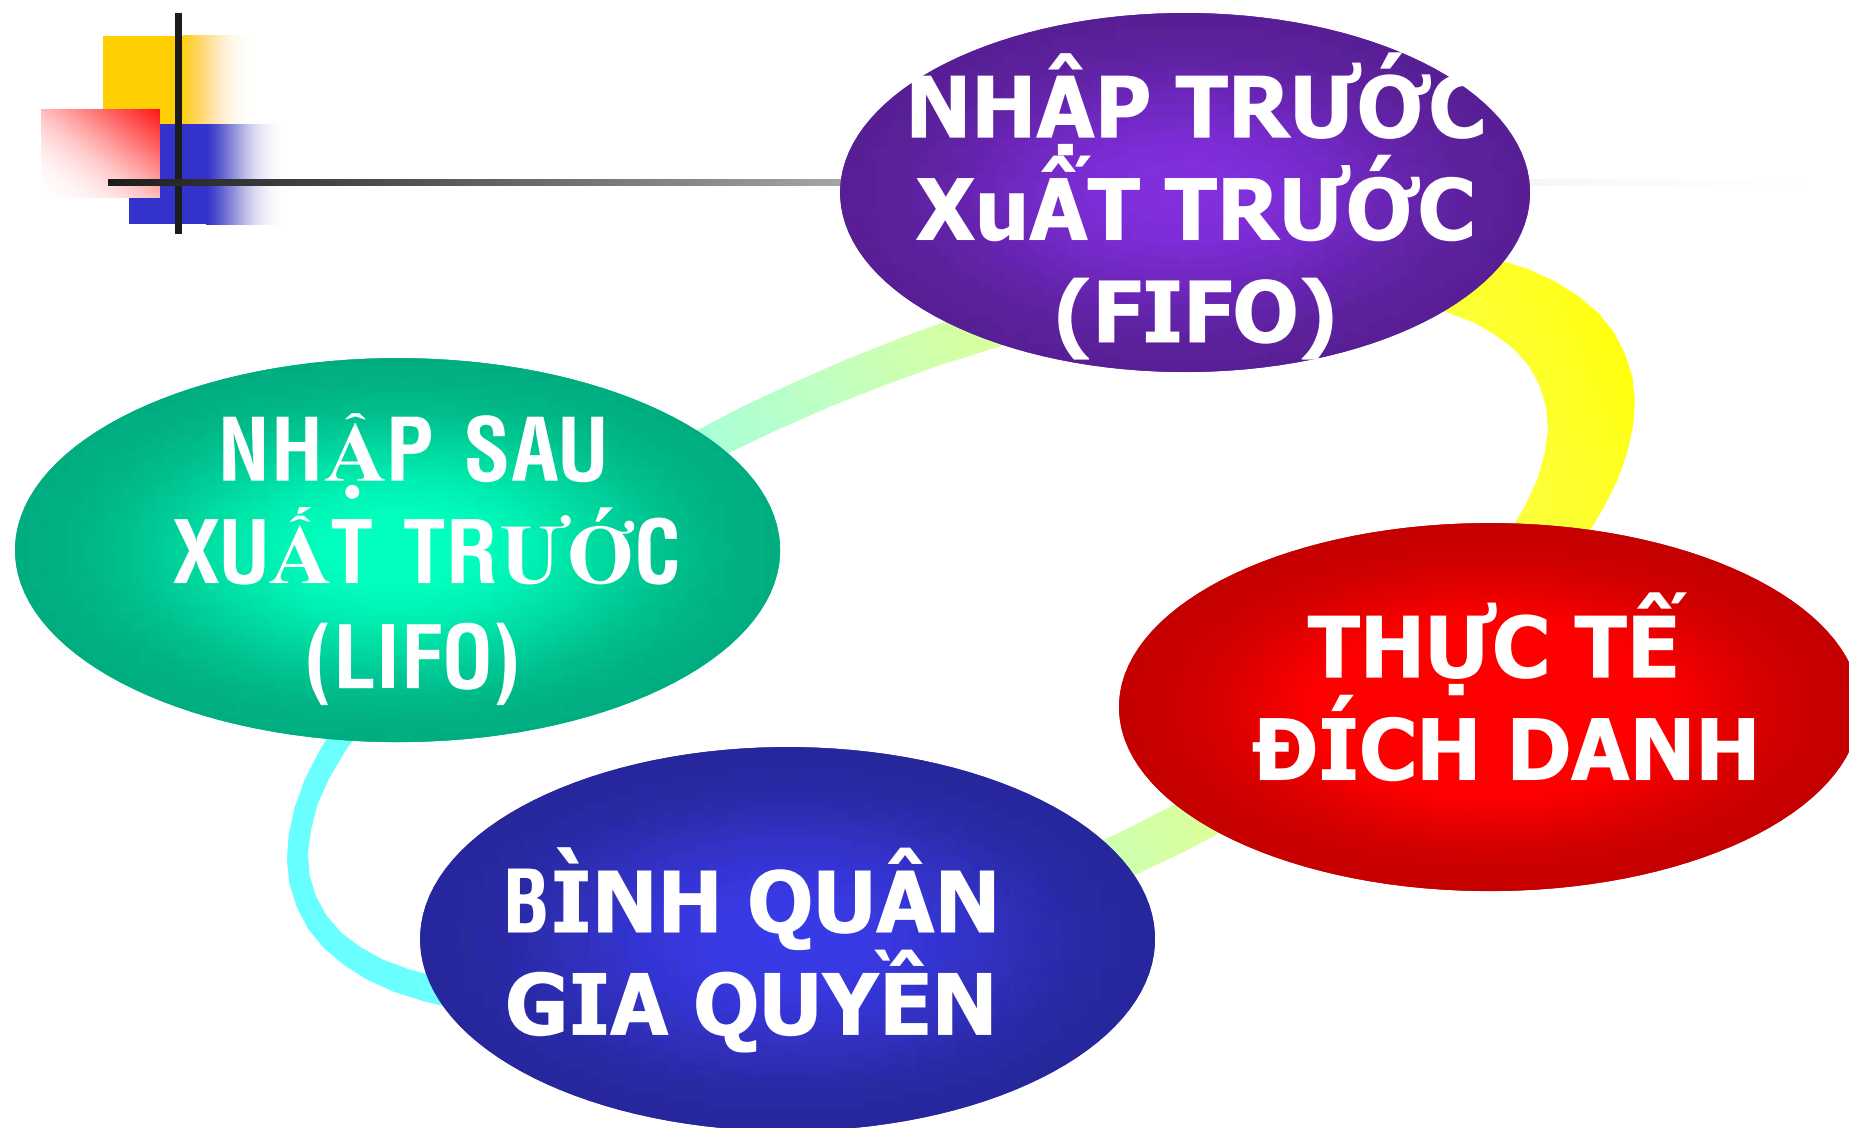 NHẬP TRƯỚC
XuẤT TRƯỚC
(FIFO)
NHẬP SAU
XUẤT TRƯỚC
(LIFO)
THỰC TẾ
ĐÍCH DANH
BÌNH QUÂN
GIA QUYỀN